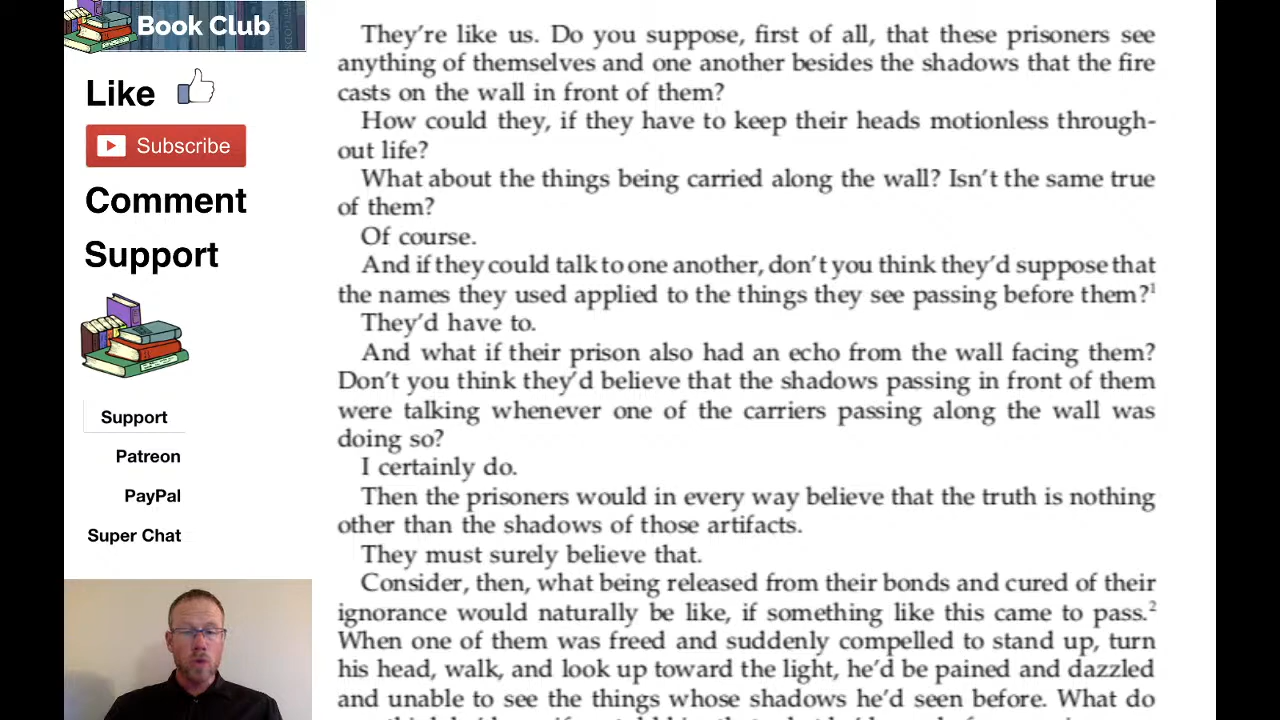 Book Club
Like
Subscribe
Comment
Support
Support
Patreon
PayPal
Super Chat
They're like us. Do you suppose, first of all, that these prisoners see
anything of themselves and one another besides the shadows that the fire
casts on the wall in front of them?
How could they, if they have to keep their heads motionless through-
out life?
What about the things being carried along the wall? Isn't the same true
of them?
Of course.
And if they could talk to one another, don't you think they'd suppose that
the names they used applied to the things they see passing before them?¹
They'd have to.
And what if their prison also had an echo from the wall facing them?
Don't you think they'd believe that the shadows passing in front of them
were talking whenever one of the carriers passing along the wall was
doing so?
I certainly do.
Then the prisoners would in every way believe that the truth is nothing
other than the shadows of those artifacts.
They must surely believe that.
Consider, then, what being released from their bonds and cured of their
ignorance would naturally be like, if something like this came to pass.²
When one of them was freed and suddenly compelled to stand up, turn
his head, walk, and look up toward the light, he'd be pained and dazzled
and unable to see the things whose shadows he'd seen before. What do